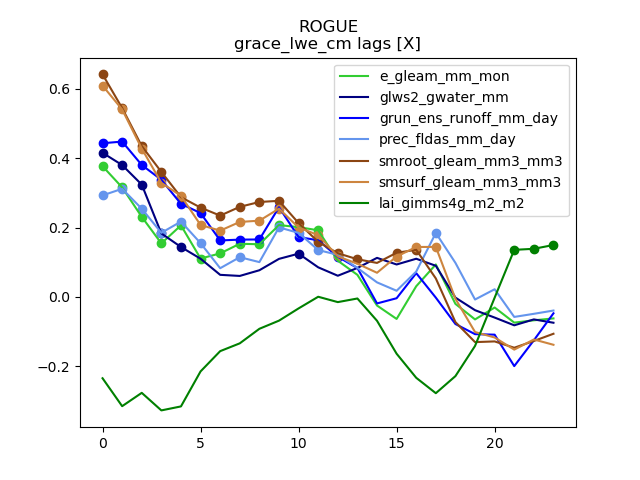 ROGUE
grace_lwe_cm lags [X]
e_gleam_mm_mon
glws2_gwater_mm
grun_ens_runoff_mm_day
prec_fldas_mm_day
smroot_gleam_mm3_mm3
smsurf_gleam_mm3_mm3
lai_gimms4g_m2_m2
0.6
0.4
0.2
0.0
−0.2
0 5 10 15 20